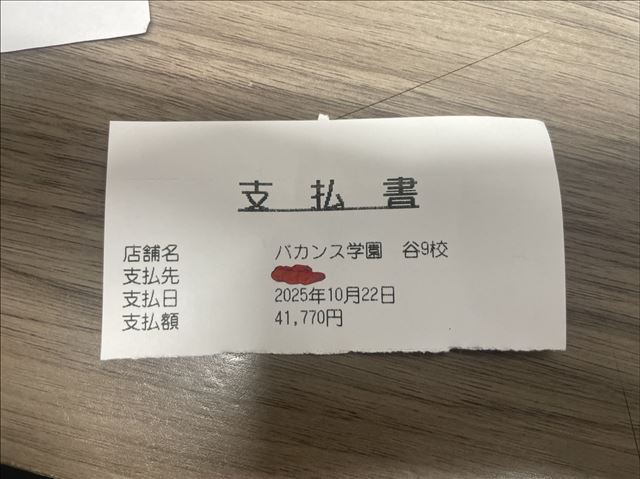 支払書
店舗名 バカンス学園 谷9校
支払先
支払日 2025年10月22日
支払額 41,770円